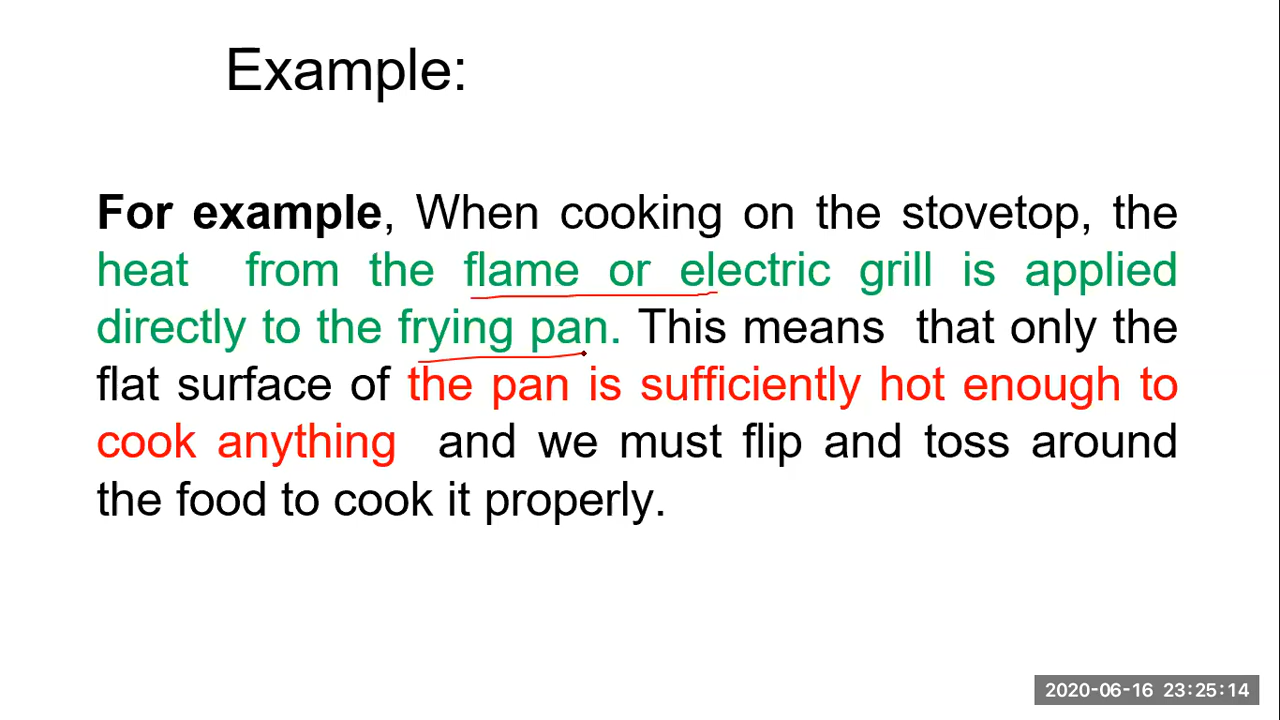 Example:
For example, When cooking on the stovetop, the
heat from the flame or electric grill is applied
directly to the frying pan. This means that only the
flat surface of the pan is sufficiently hot enough to
cook anything and we must flip and toss around
the food to cook it properly.
2020-06-16 23:25:14